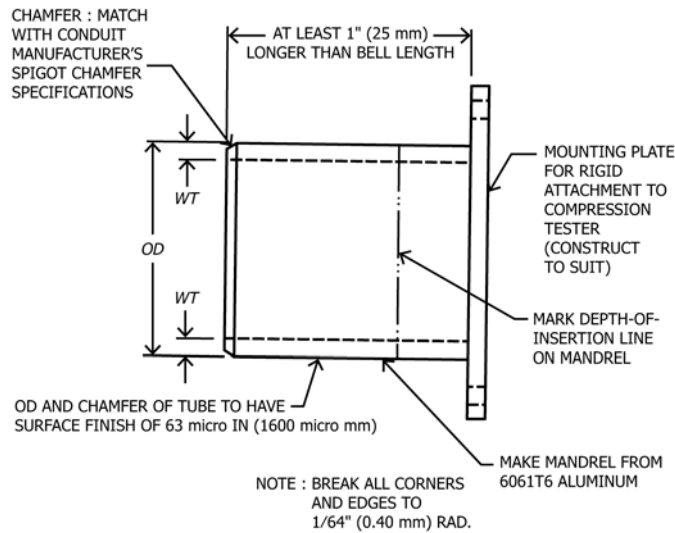 CHAMFER : MATCH
WITH CONDUIT
MANUFACTURER'S
SPIGOT CHAMFER
SPECIFICATIONS
AT LEAST 1" (25 mm)
LONGER THAN BELL LENGTH
MOUNTING PLATE
FOR RIGID
ATTACHMENT TO
COMPRESSION
TESTER
(CONSTRUCT
TO SUIT)
WT
OD
WT
MARK DEPTH-OF-
INSERTION LINE
ON MANDREL
OD AND CHAMFER OF TUBE TO HAVE
SURFACE FINISH OF 63 micro IN (1600 micro mm)
MAKE MANDREL FROM
6061T6 ALUMINUM
NOTE : BREAK ALL CORNERS
AND EDGES TO
1/64" (0.40 mm) RAD.